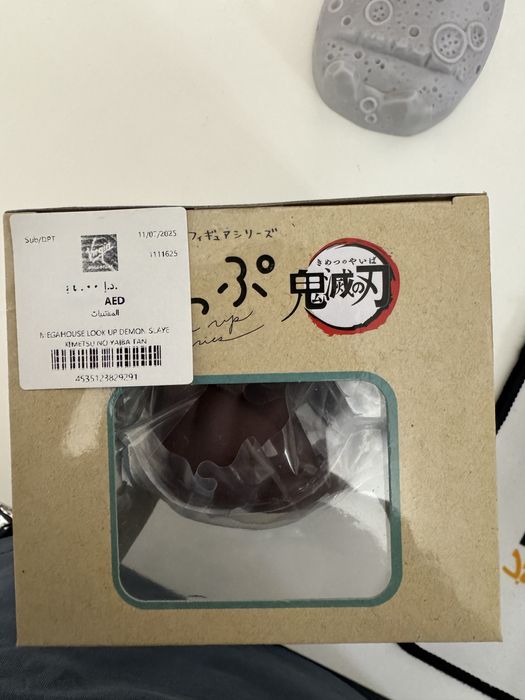 Sub/DPT 11/07/2025
1111625
د.إ
AED
المقتنيات
MEGAHOUSE LOOK UP DEMON SLAYE
KIMETSU NO YAIBA TAN
4535123829291
フィギュアシリーズ
っぷ
up
ries
きめつのやいば
鬼滅の刃